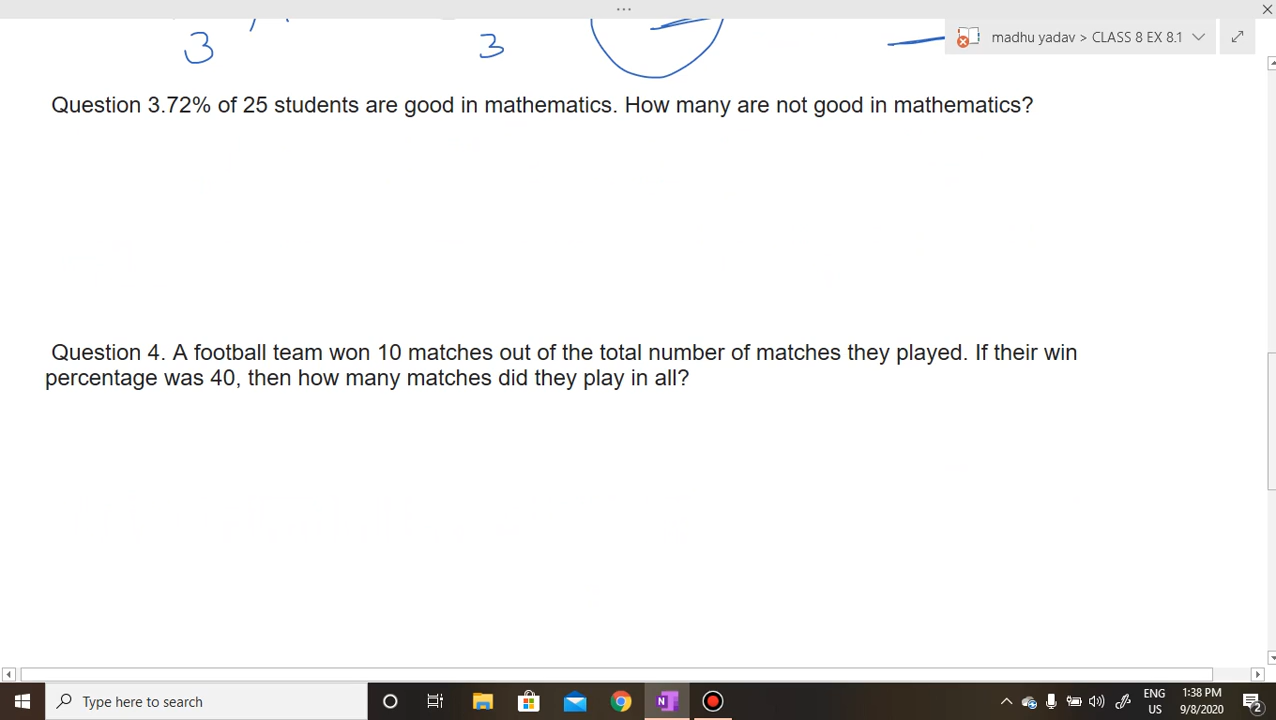 ...
3
3
madhu yadav > CLASS 8 EX 8.1
Question 3.72% of 25 students are good in mathematics. How many are not good in mathematics?
Question 4. A football team won 10 matches out of the total number of matches they played. If their win
percentage was 40, then how many matches did they play in all?
Type here to search
N
ENG
US
1:38 PM
9/8/2020
2